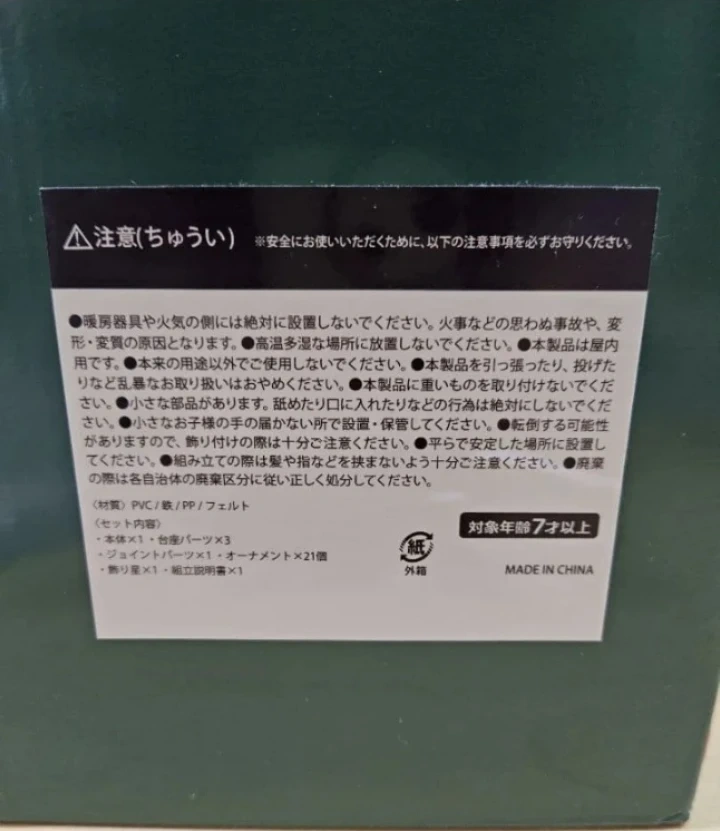 ⚠注意(ちゅうい) ※安全にお使いいただくために、以下の注意事項を必ずお守りください。
●暖房器具や火気の側には絶対に設置しないでください。火事などの思わぬ事故や、変
形・変質の原因となります。●高温多湿な場所に放置しないでください。●本製品は屋内
用です。●本来の用途以外でご使用しないでください。●本製品を引っ張ったり、投げた
りなど乱暴なお取り扱いはおやめください。●本製品に重いものを取り付けないでくだ
さい。●小さな部品があります。舐めたり口に入れたりなどの行為は絶対にしないでくだ
さい。●小さなお子様の手の届かない所で設置・保管してください。●転倒する可能性
がありますので、飾り付けの際は十分ご注意ください。●平らで安定した場所に設置し
てください。●組み立ての際は髪や指などを挟まないよう十分ご注意ください。●廃棄
の際は各自治体の廃棄区分に従い正しく処分してください。
〈材質〉PVC / 鉄 / PP / フェルト
〈セット内容〉
・本体×1 ・台座パーツ×3
・ジョイントパーツ×1 ・オーナメント×21個
・飾り星×1 ・組立説明書×1
紙
外箱
対象年齢7才以上
MADE IN CHINA